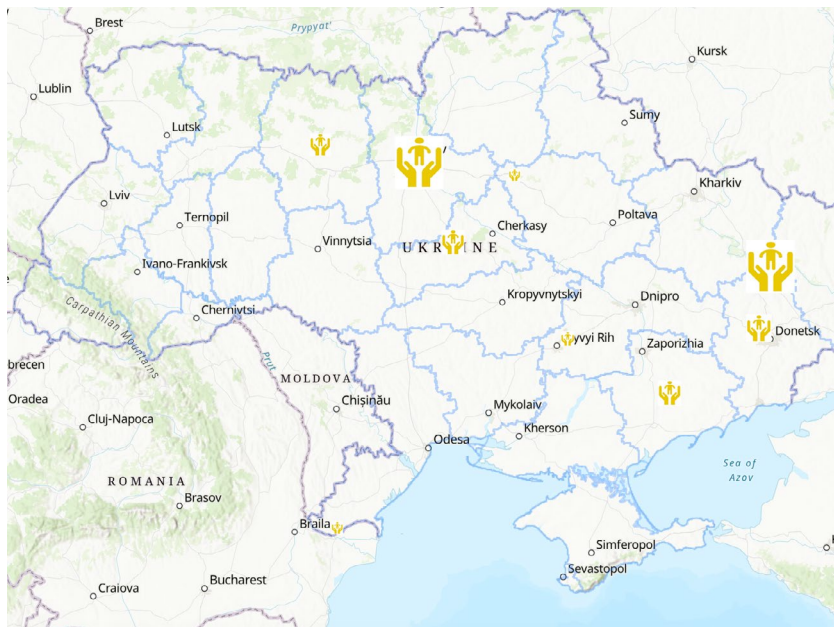 Brest
Prypyat'
Kursk
Lublin
Sumy
Lutsk
Kharkiv
Lviv
Ternopil
Poltava
Cherkasy
Vinnytsia
Ivano-Frankivsk
Kropyvnytskyi
Dnipro
Chernivtsi
Carpathian Mountains
yvyi Rih
Zaporizhia
Donetsk
Prut
brecen
MOLDOVA
Oradea
Chișinău
Mykolaiv
Cluj-Napoca
Kherson
Odesa
Sea of
Azov
ROMANIA
Brasov
Braila
Simferopol
Sevastopol
Bucharest
Craiova